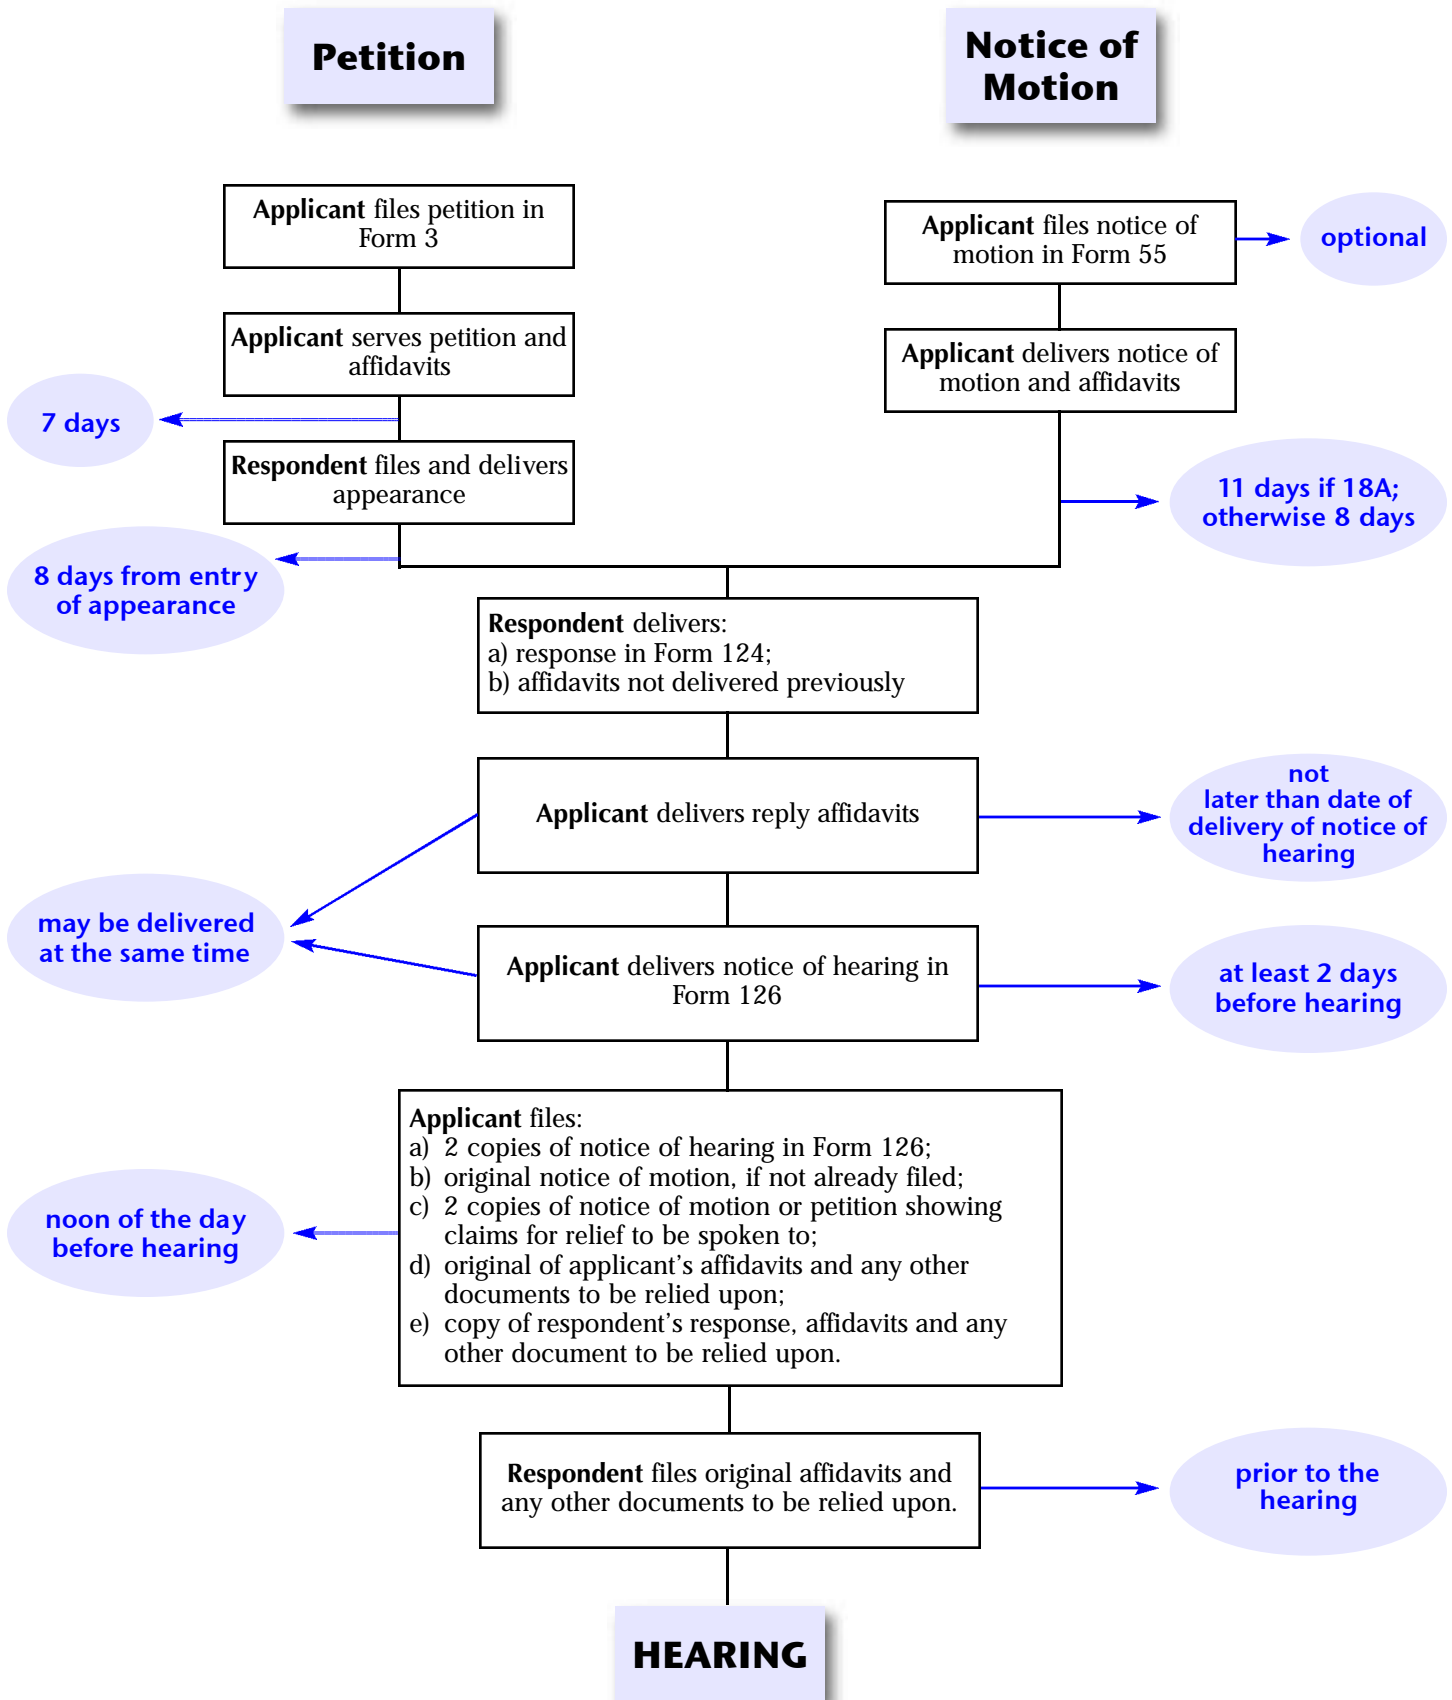 Petition
Notice of
Motion
Applicant files petition in
Form 3
Applicant files notice of
motion in Form 55
optional
Applicant serves petition and
affidavits
Applicant delivers notice of
motion and affidavits
7 days
Respondent files and delivers
appearance
11 days if 18A;
otherwise 8 days
8 days from entry
of appearance
Respondent delivers:
a) response in Form 124;
b) affidavits not delivered previously
Applicant delivers reply affidavits
not
later than date of
delivery of notice of
hearing
may be delivered
at the same time
Applicant delivers notice of hearing in
Form 126
at least 2 days
before hearing
Applicant files:
a) 2 copies of notice of hearing in Form 126;
b) original notice of motion, if not already filed;
c) 2 copies of notice of motion or petition showing
claims for relief to be spoken to;
d) original of applicant's affidavits and any other
documents to be relied upon;
e) copy of respondent's response, affidavits and any
other document to be relied upon.
noon of the day
before hearing
Respondent files original affidavits and
any other documents to be relied upon.
prior to the
hearing
HEARING